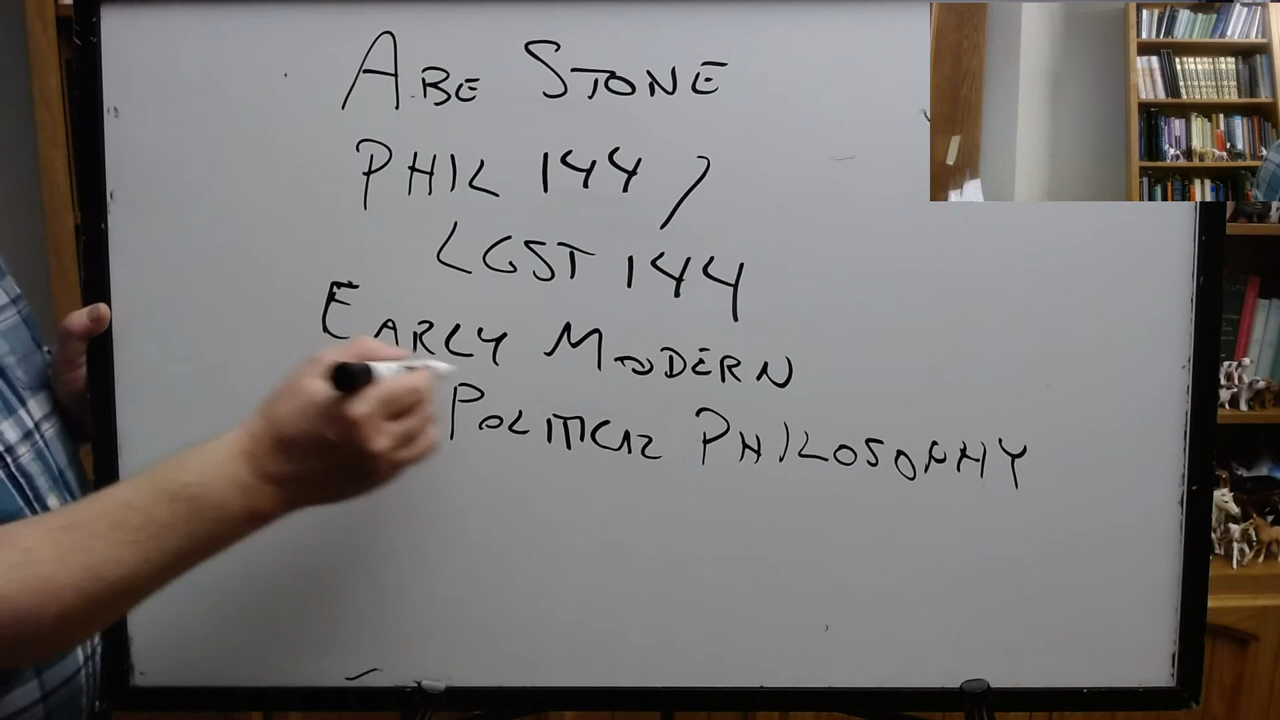 ABE STONE
PHIL 144 /
LGST 144
EARLY MODERN
POLITICAL PHILOSOPHY